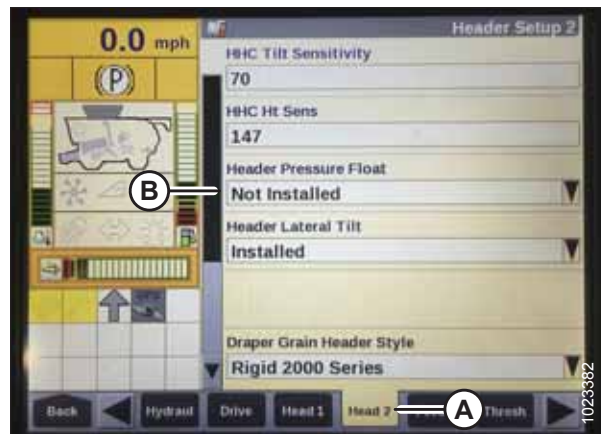 0.0 mph
Header Setup 2
(P)
HHC Tilt Sensitivity
70
HHC Ht Sens
147
Header Pressure Float
B
Not Installed
Header Lateral Tilt
Installed
Draper Grain Header Style
Rigid 2000 Series
Back
Hydraul
Drive
Head 1
Head 2
A
Thresh
1023382